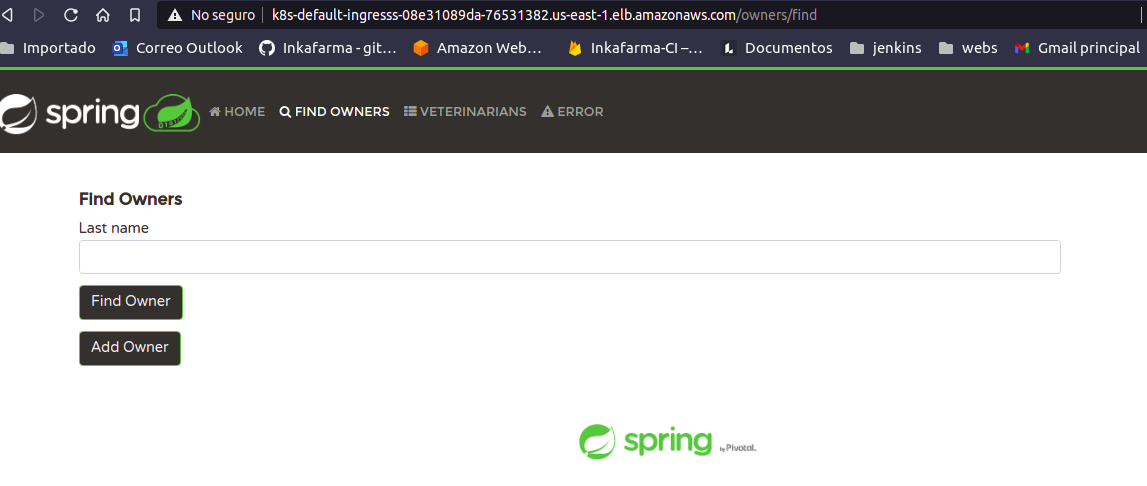 No seguro k8s-default-ingresss-08e31089da-76531382.us-east-1.elb.amazonaws.com/owners/find
Importado Correo Outlook Inkafarma - git… Amazon Web… Inkafarma-CI –… Documentos jenkins webs Gmail principal
spring HOME FIND OWNERS VETERINARIANS ERROR
Find Owners
Last name
Find Owner
Add Owner
spring by Pivotal.